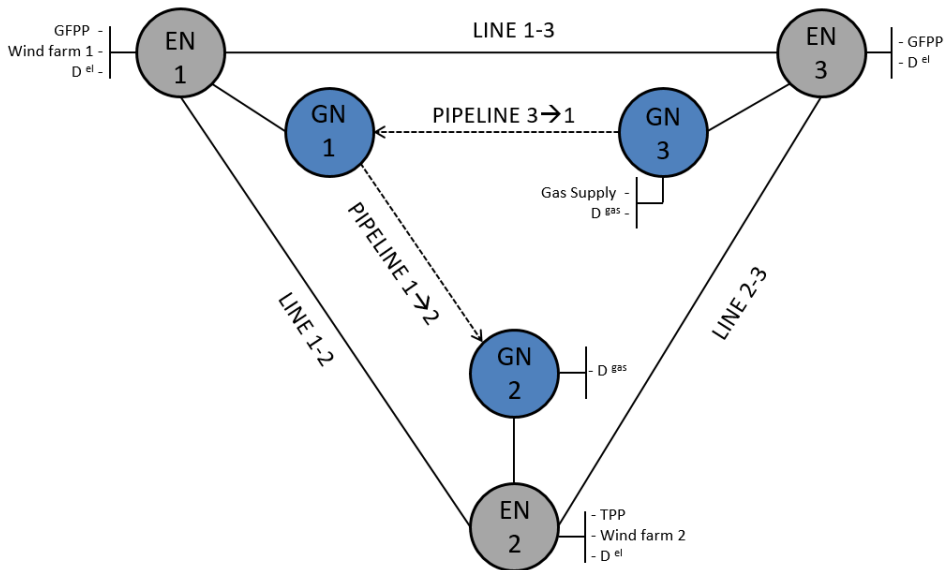 GFPP -
Wind farm 1 -
D el -
EN
1
LINE 1-3
EN
3
- GFPP
- D el
GN
1
PIPELINE 3→1
GN
3
Gas Supply -
D gas -
PIPELINE 1→2
LINE 1-2
LINE 2-3
GN
2
- D gas
EN
2
- TPP
- Wind farm 2
- D el